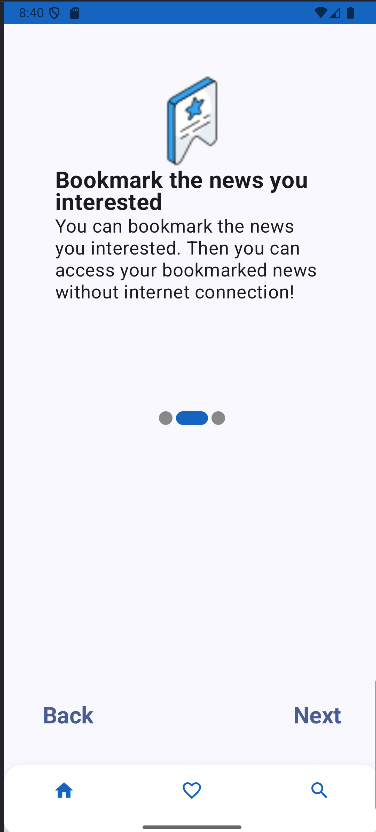 8:40
Bookmark the news you
interested
You can bookmark the news
you interested. Then you can
access your bookmarked news
without internet connection!
Back
Next